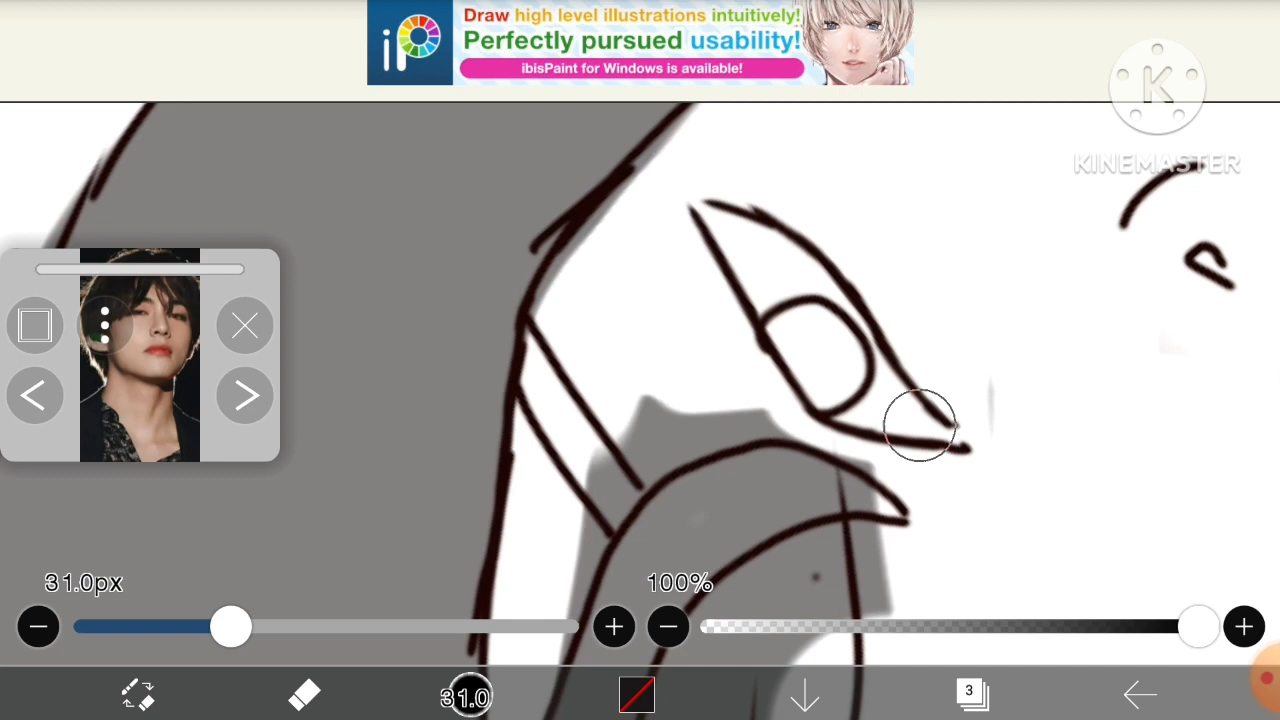 Draw high level illustrations intuitively!
iP
Perfectly pursued usability!
ibisPaint for Windows is available!
K
KINEMASTER
31.0px
100%
31.0
3